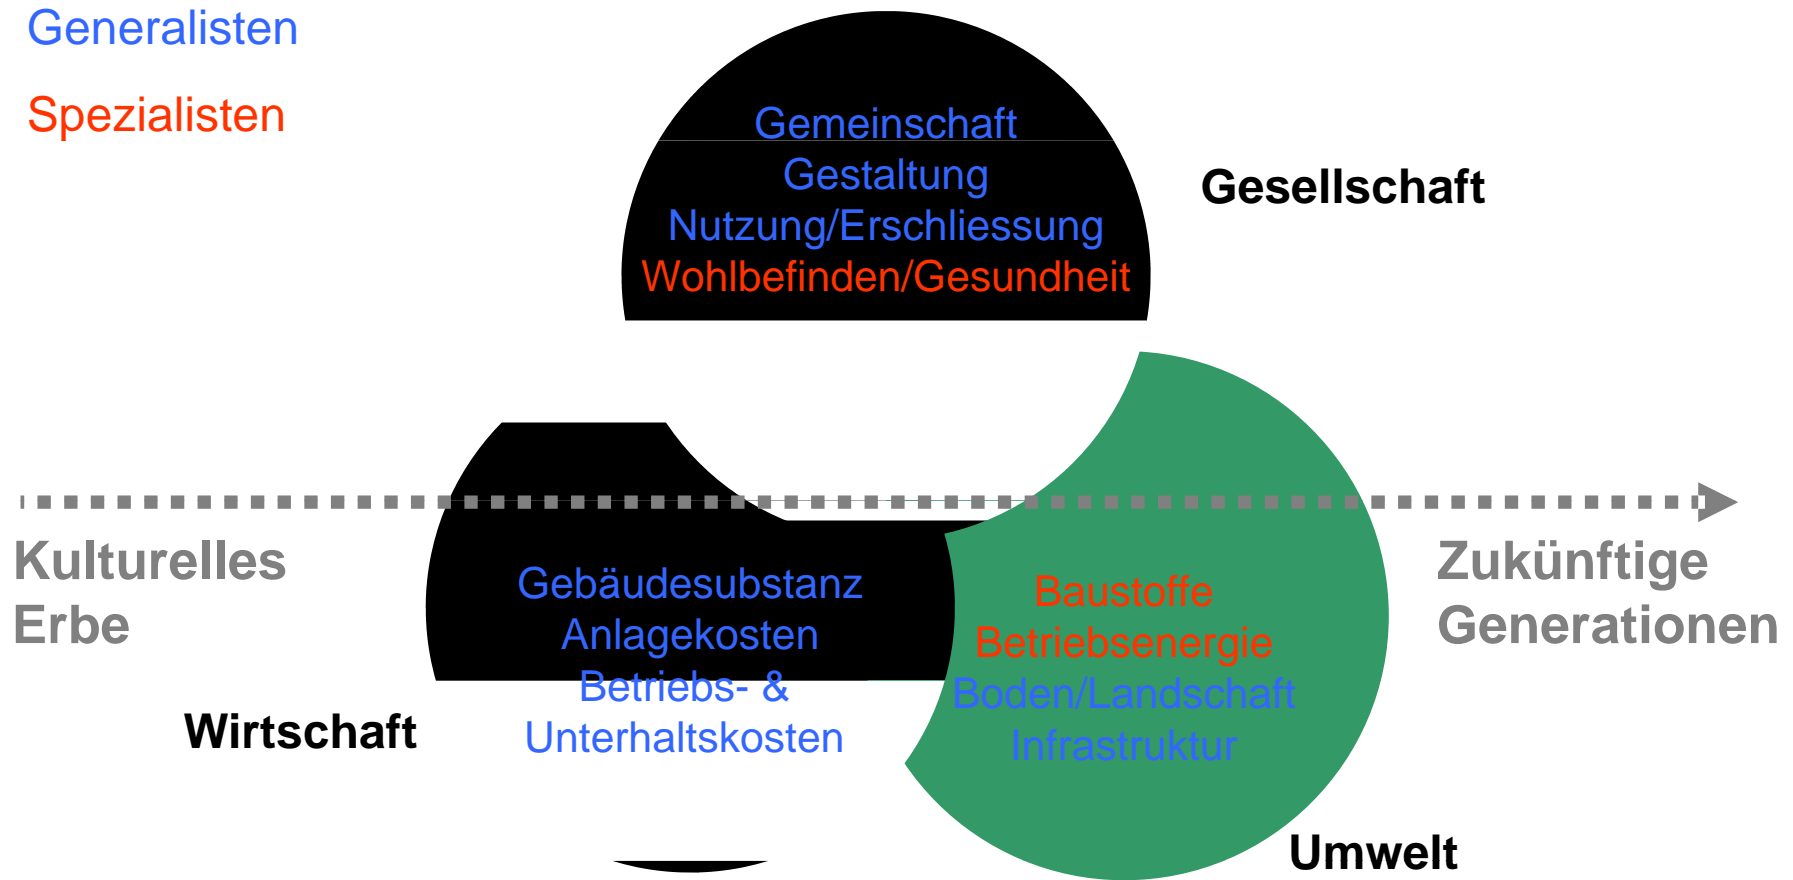 Generalisten
Spezialisten
Gemeinschaft
Gestaltung
Nutzung/Erschliessung
Wohlbefinden/Gesundheit
Gesellschaft
Kulturelles
Erbe
Zukünftige
Generationen
Gebäudesubstanz
Anlagekosten
Betriebs- &
Unterhaltskosten
Wirtschaft
Baustoffe
Betriebsenergie
Boden/Landschaft
Infrastruktur
Umwelt